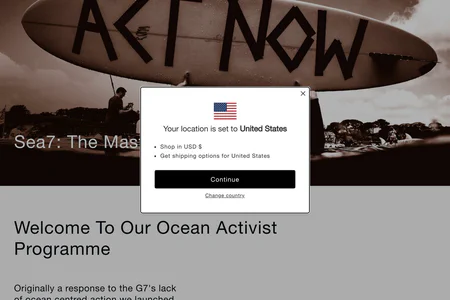 ACT NOW
Sea7: The Mas
Your location is set to United States
Shop in USD $
Get shipping options for United States
Continue
Change country
Welcome To Our Ocean Activist
Programme
Originally a response to the G7's lack
of ocean centred action we launched